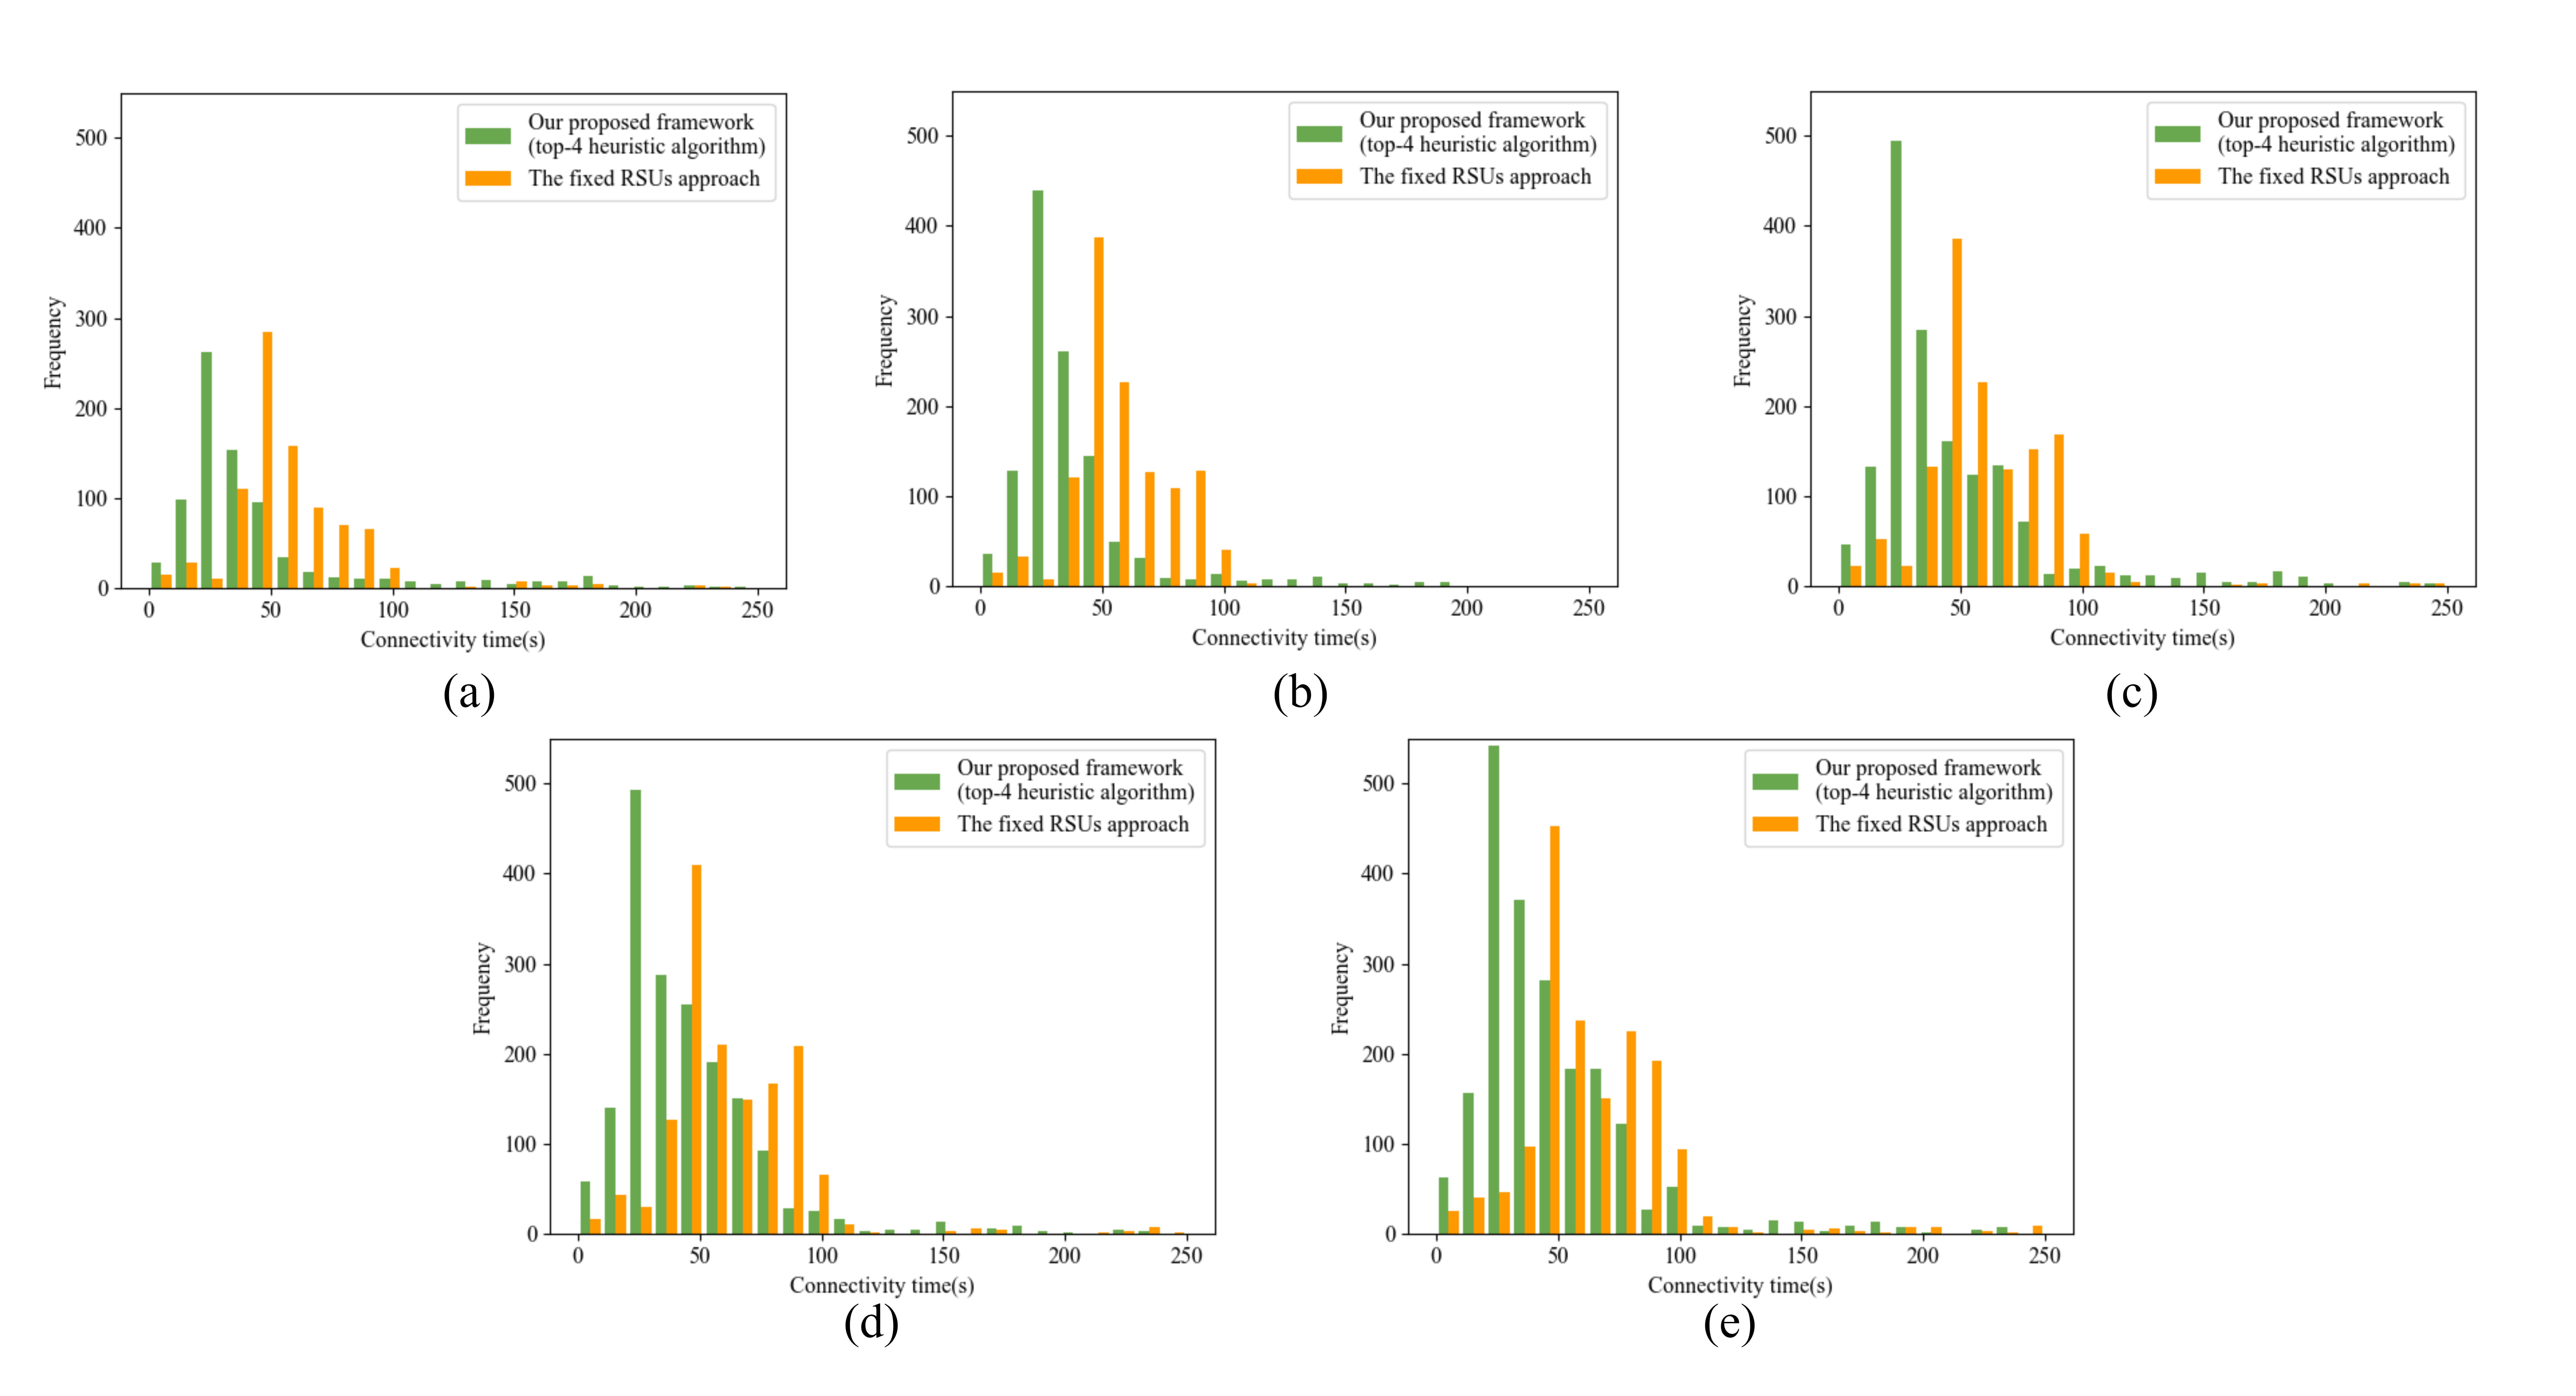 Our proposed framework
(top-4 heuristic algorithm)
The fixed RSUs approach
500
400
300
200
100
0
Frequency
0 50 100 150 200 250
Connectivity time(s)
(a)
Our proposed framework
(top-4 heuristic algorithm)
The fixed RSUs approach
500
400
300
200
100
0
Frequency
0 50 100 150 200 250
Connectivity time(s)
(b)
Our proposed framework
(top-4 heuristic algorithm)
The fixed RSUs approach
500
400
300
200
100
0
Frequency
0 50 100 150 200 250
Connectivity time(s)
(c)
Our proposed framework
(top-4 heuristic algorithm)
The fixed RSUs approach
500
400
300
200
100
0
Frequency
0 50 100 150 200 250
Connectivity time(s)
(d)
Our proposed framework
(top-4 heuristic algorithm)
The fixed RSUs approach
500
400
300
200
100
0
Frequency
0 50 100 150 200 250
Connectivity time(s)
(e)